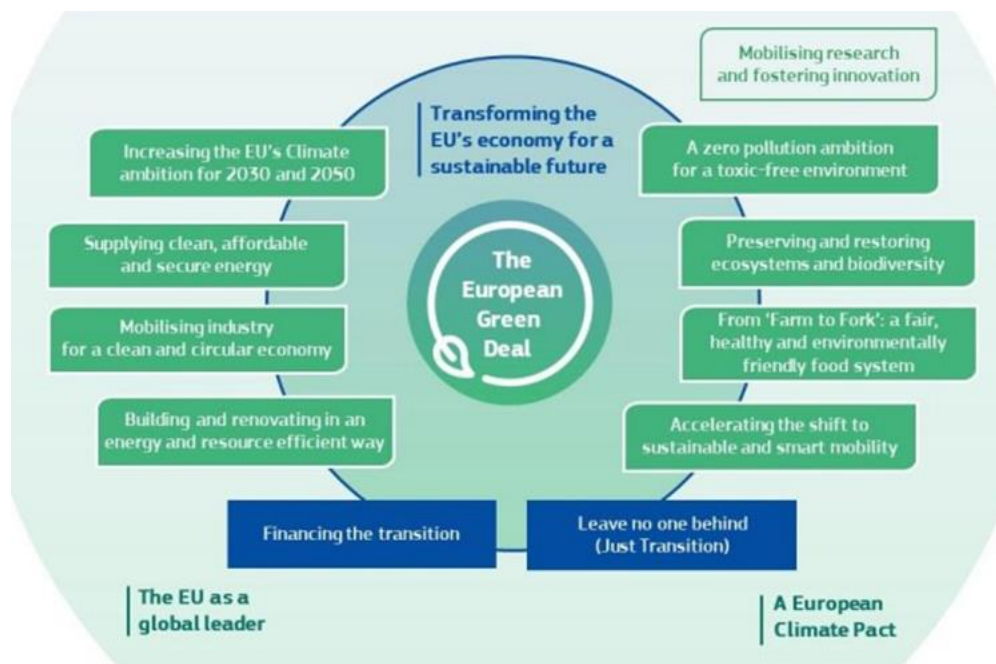 Mobilising research
and fostering innovation
Transforming the
EU's economy for a
sustainable future
Increasing the EU's Climate
ambition for 2030 and 2050
A zero pollution ambition
for a toxic-free environment
Supplying clean, affordable
and secure energy
Preserving and restoring
ecosystems and biodiversity
The
European
Green
Deal
Mobilising industry
for a clean and circular economy
From 'Farm to Fork': a fair,
healthy and environmentally
friendly food system
Building and renovating in an
energy and resource efficient way
Accelerating the shift to
sustainable and smart mobility
Financing the transition
Leave no one behind
(Just Transition)
The EU as a
global leader
A European
Climate Pact